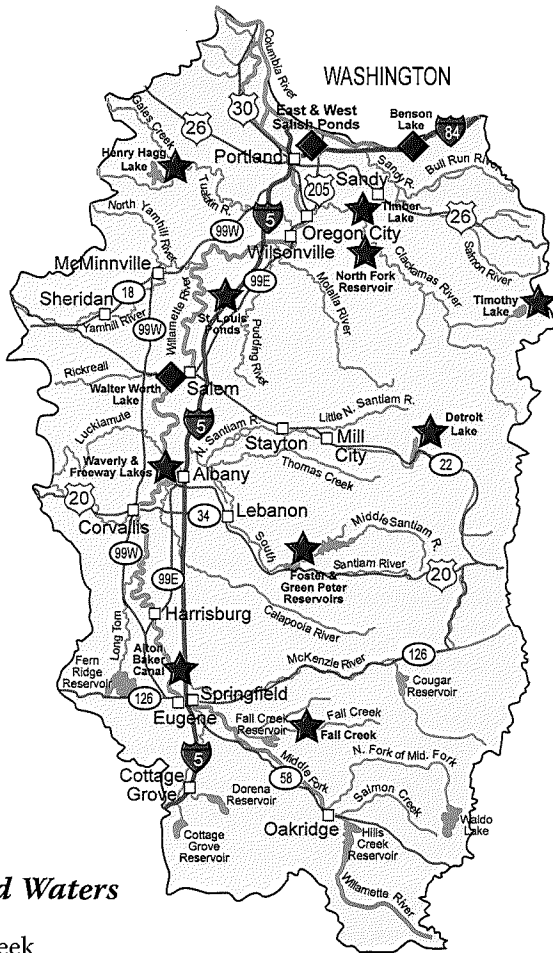 Columbia River
WASHINGTON
30
26
Gales Creek
East & West
Salish Ponds
Benson
Lake
84
Henry Hagg
Lake
Portland
Sandy R.
Bull Run River
Tualatin R.
205
Sandy
Timber
Lake
26
North
Yamhill River
5
99W
Oregon City
Wilsonville
North Fork
Reservoir
Salmon River
McMinnville
99E
Clackamas River
Sheridan
18
Molalla River
Timothy
Lake
Yamhill River
99W
Willamette River
St. Louis
Ponds
Pudding River
Rickreall
Walter Worth
Lake
Salem
Little N. Santiam R.
Luckiamute
5
N. Santiam R.
Stayton
Mill
City
Detroit
Lake
Waverly &
Freeway Lakes
Albany
Thomas Creek
22
20
Corvallis
34
Lebanon
Middle Santiam R.
South
Santiam River
99W
99E
Foster &
Green Peter
Reservoirs
20
Harrisburg
Calapooia River
Long Tom
Alton
Baker
Canal
McKenzie River
126
Fern
Ridge
Reservoir
126
Springfield
Eugene
Cougar
Reservoir
Fall Creek
Reservoir
Fall Creek
Fall Creek
5
Middle Fork
N. Fork of Mid. Fork
Cottage
Grove
58
Dorena
Reservoir
Salmon Creek
Cottage
Grove
Reservoir
Oakridge
Hills
Creek
Reservoir
Waldo
Lake
Willamette River
d Waters
eek